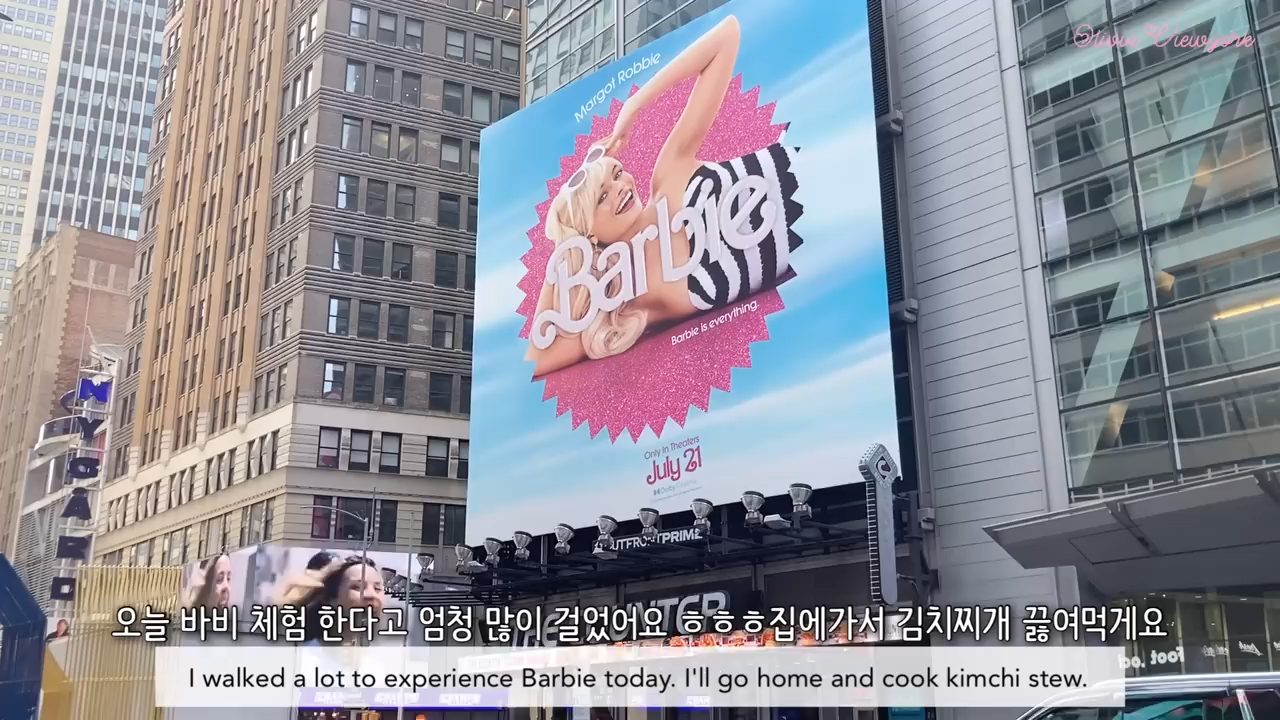 Olivia Viewyork
Margot Robbie
Barbie
Barbie is everything.
Only in Theaters
July 21
OUTFRONTPRIME
오늘 바비 체험 한다고 엄청 많이 걸었어요 ㅎㅎㅎ집에가서 김치찌개 끓여먹게요
I walked a lot to experience Barbie today. I'll go home and cook kimchi stew.